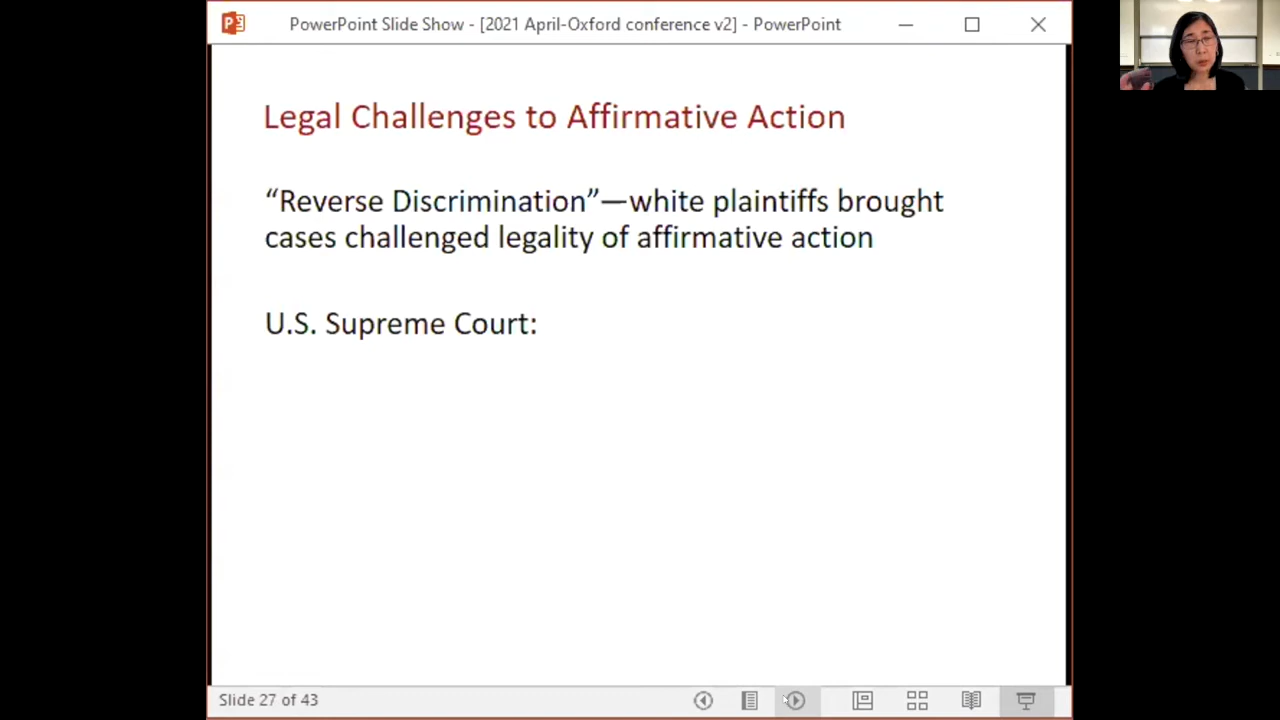 PowerPoint Slide Show - [2021 April-Oxford conference v2] - PowerPoint
Legal Challenges to Affirmative Action
“Reverse Discrimination”—white plaintiffs brought
cases challenged legality of affirmative action
U.S. Supreme Court:
Slide 27 of 43